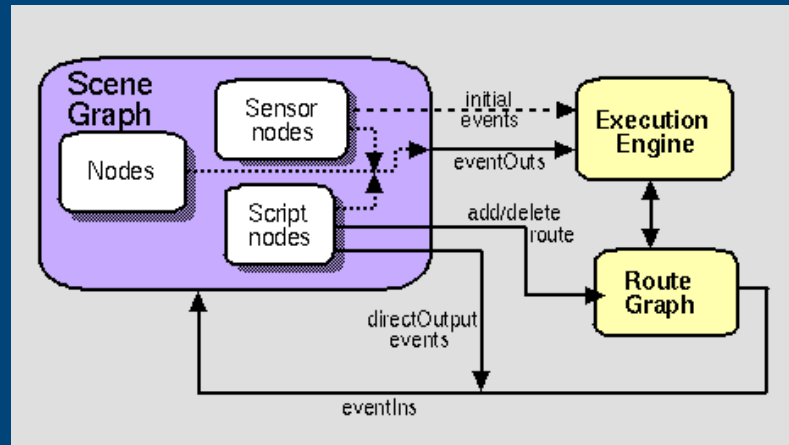 Scene
Graph
Sensor
nodes
Nodes
Script
nodes
initial
events
eventOuts
add/delete
route
directOutput
events
eventIns
Execution
Engine
Route
Graph